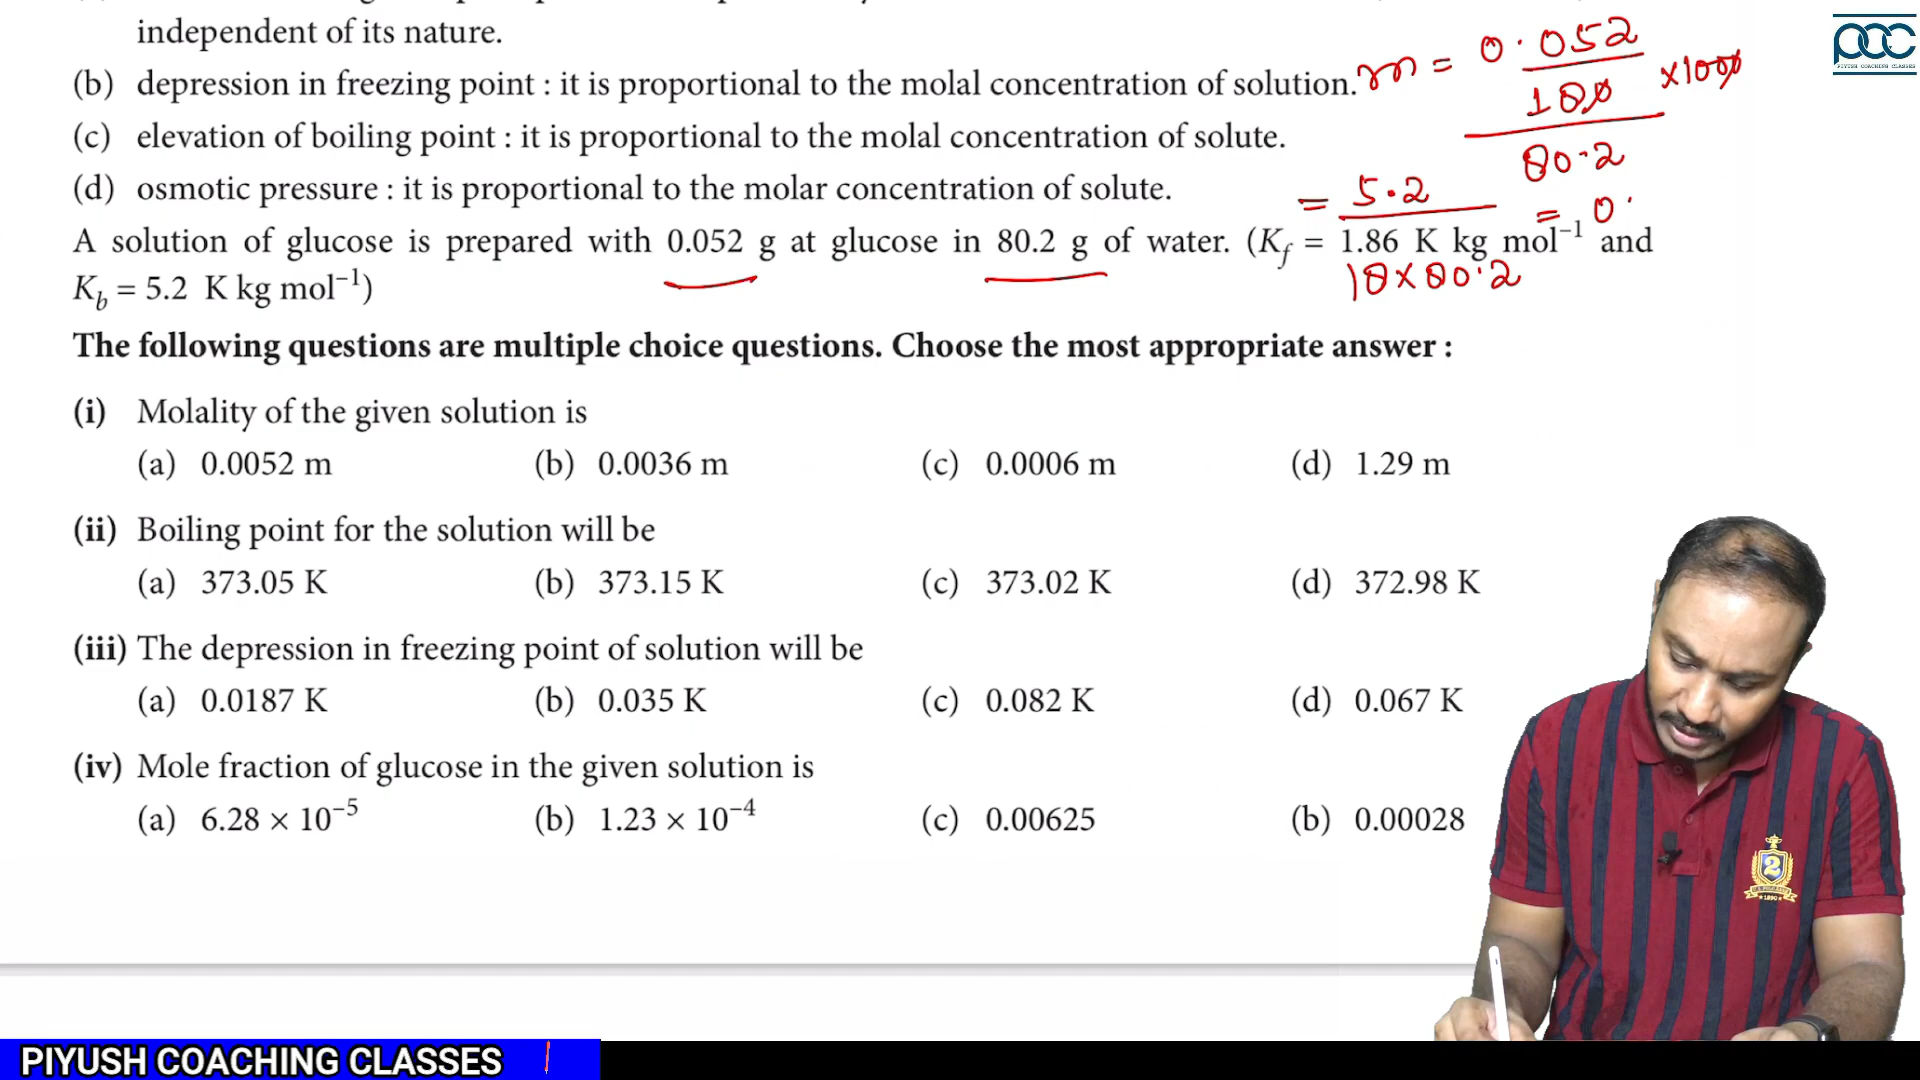 independent of its nature.
(b) depression in freezing point : it is proportional to the molal concentration of solution.
m = 0.052
180 ×1000
80.2
(c) elevation of boiling point : it is proportional to the molal concentration of solute.
(d) osmotic pressure : it is proportional to the molar concentration of solute.
= 5.2 = 0.
18×80.2
A solution of glucose is prepared with 0.052 g at glucose in 80.2 g of water. (Kf = 1.86 K kg mol⁻¹ and
Kb = 5.2 K kg mol⁻¹)
The following questions are multiple choice questions. Choose the most appropriate answer :
(i) Molality of the given solution is
(a) 0.0052 m (b) 0.0036 m (c) 0.0006 m (d) 1.29 m
(ii) Boiling point for the solution will be
(a) 373.05 K (b) 373.15 K (c) 373.02 K (d) 372.98 K
(iii) The depression in freezing point of solution will be
(a) 0.0187 K (b) 0.035 K (c) 0.082 K (d) 0.067 K
(iv) Mole fraction of glucose in the given solution is
(a) 6.28 × 10⁻⁵ (b) 1.23 × 10⁻⁴ (c) 0.00625 (b) 0.00028
pcc
PIYUSH COACHING CLASSES
2
1890
PIYUSH COACHING CLASSES